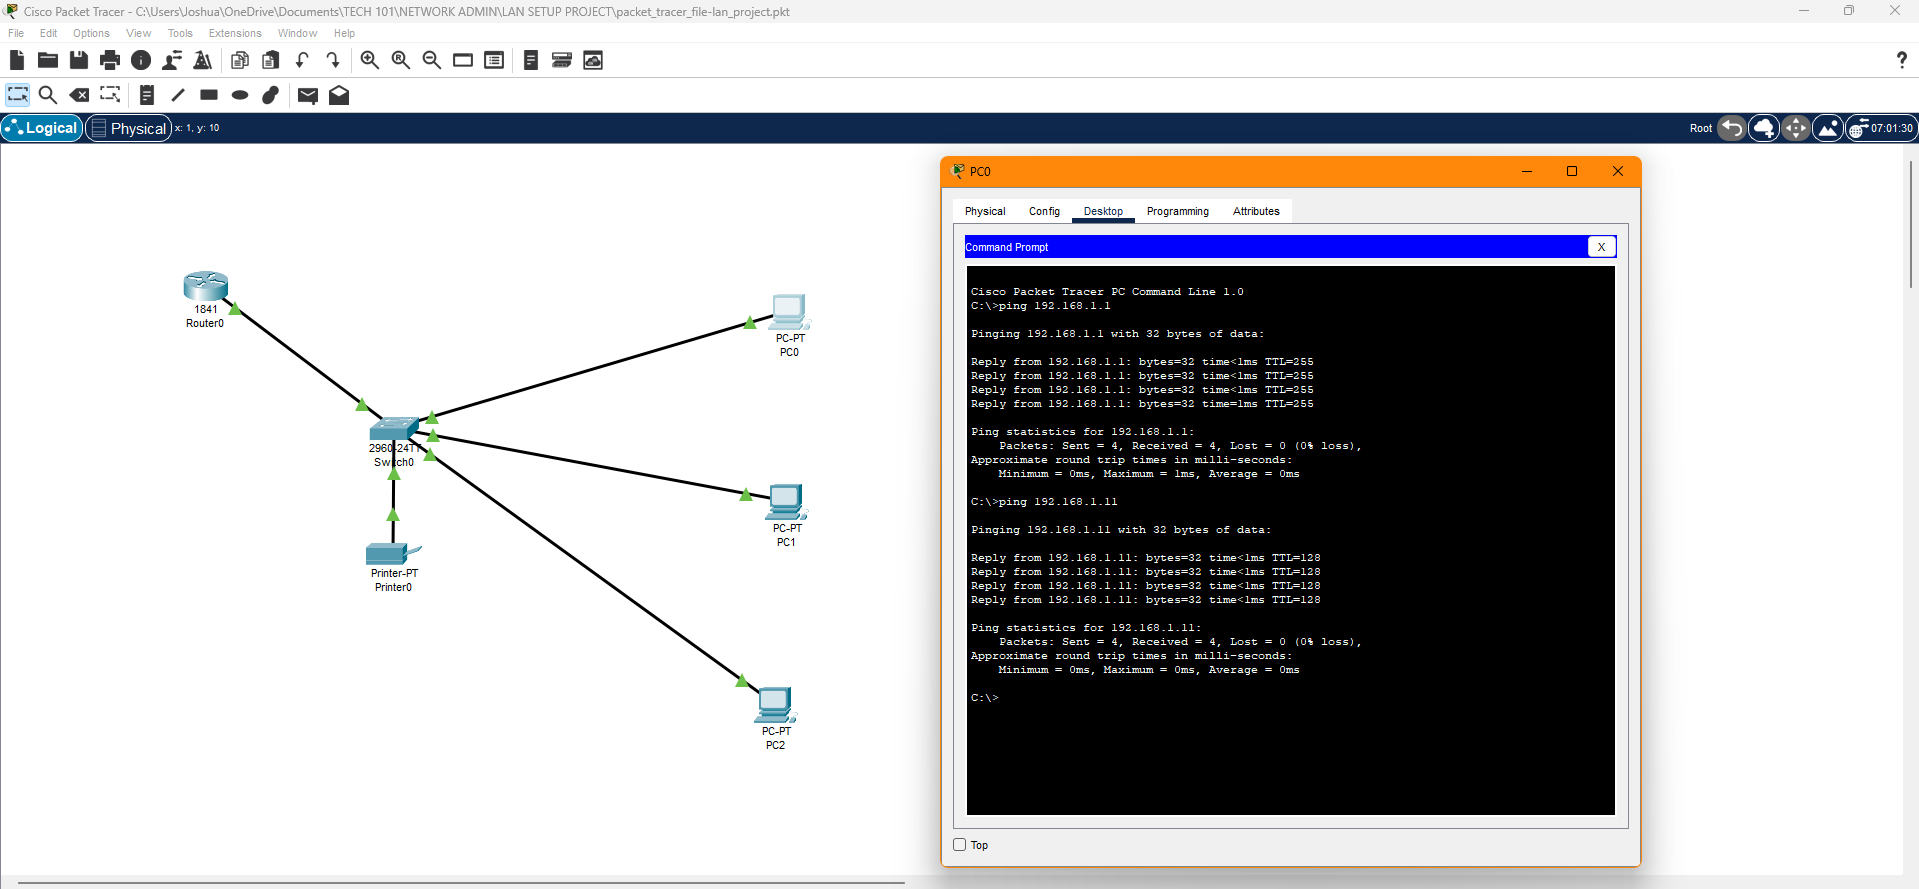 Cisco Packet Tracer - C:\Users\Joshua\OneDrive\Documents\TECH 101\NETWORK ADMIN\LAN SETUP PROJECT\packet_tracer_file-lan_project.pkt
File Edit Options View Tools Extensions Window Help
?
Logical Physical x: 1, y: 10 Root 07:01:30
PC0
Physical Config Desktop Programming Attributes
Command Prompt X
1841
Router0
PC-PT
PC0
2960-24TT
Switch0
PC-PT
PC1
Printer-PT
Printer0
PC-PT
PC2
Cisco Packet Tracer PC Command Line 1.0
C:\>ping 192.168.1.1
Pinging 192.168.1.1 with 32 bytes of data:
Reply from 192.168.1.1: bytes=32 time<1ms TTL=255
Reply from 192.168.1.1: bytes=32 time<1ms TTL=255
Reply from 192.168.1.1: bytes=32 time<1ms TTL=255
Reply from 192.168.1.1: bytes=32 time=1ms TTL=255
Ping statistics for 192.168.1.1:
Packets: Sent = 4, Received = 4, Lost = 0 (0% loss),
Approximate round trip times in milli-seconds:
Minimum = 0ms, Maximum = 1ms, Average = 0ms
C:\>ping 192.168.1.11
Pinging 192.168.1.11 with 32 bytes of data:
Reply from 192.168.1.11: bytes=32 time<1ms TTL=128
Reply from 192.168.1.11: bytes=32 time<1ms TTL=128
Reply from 192.168.1.11: bytes=32 time<1ms TTL=128
Reply from 192.168.1.11: bytes=32 time<1ms TTL=128
Ping statistics for 192.168.1.11:
Packets: Sent = 4, Received = 4, Lost = 0 (0% loss),
Approximate round trip times in milli-seconds:
Minimum = 0ms, Maximum = 0ms, Average = 0ms
C:\>
Top